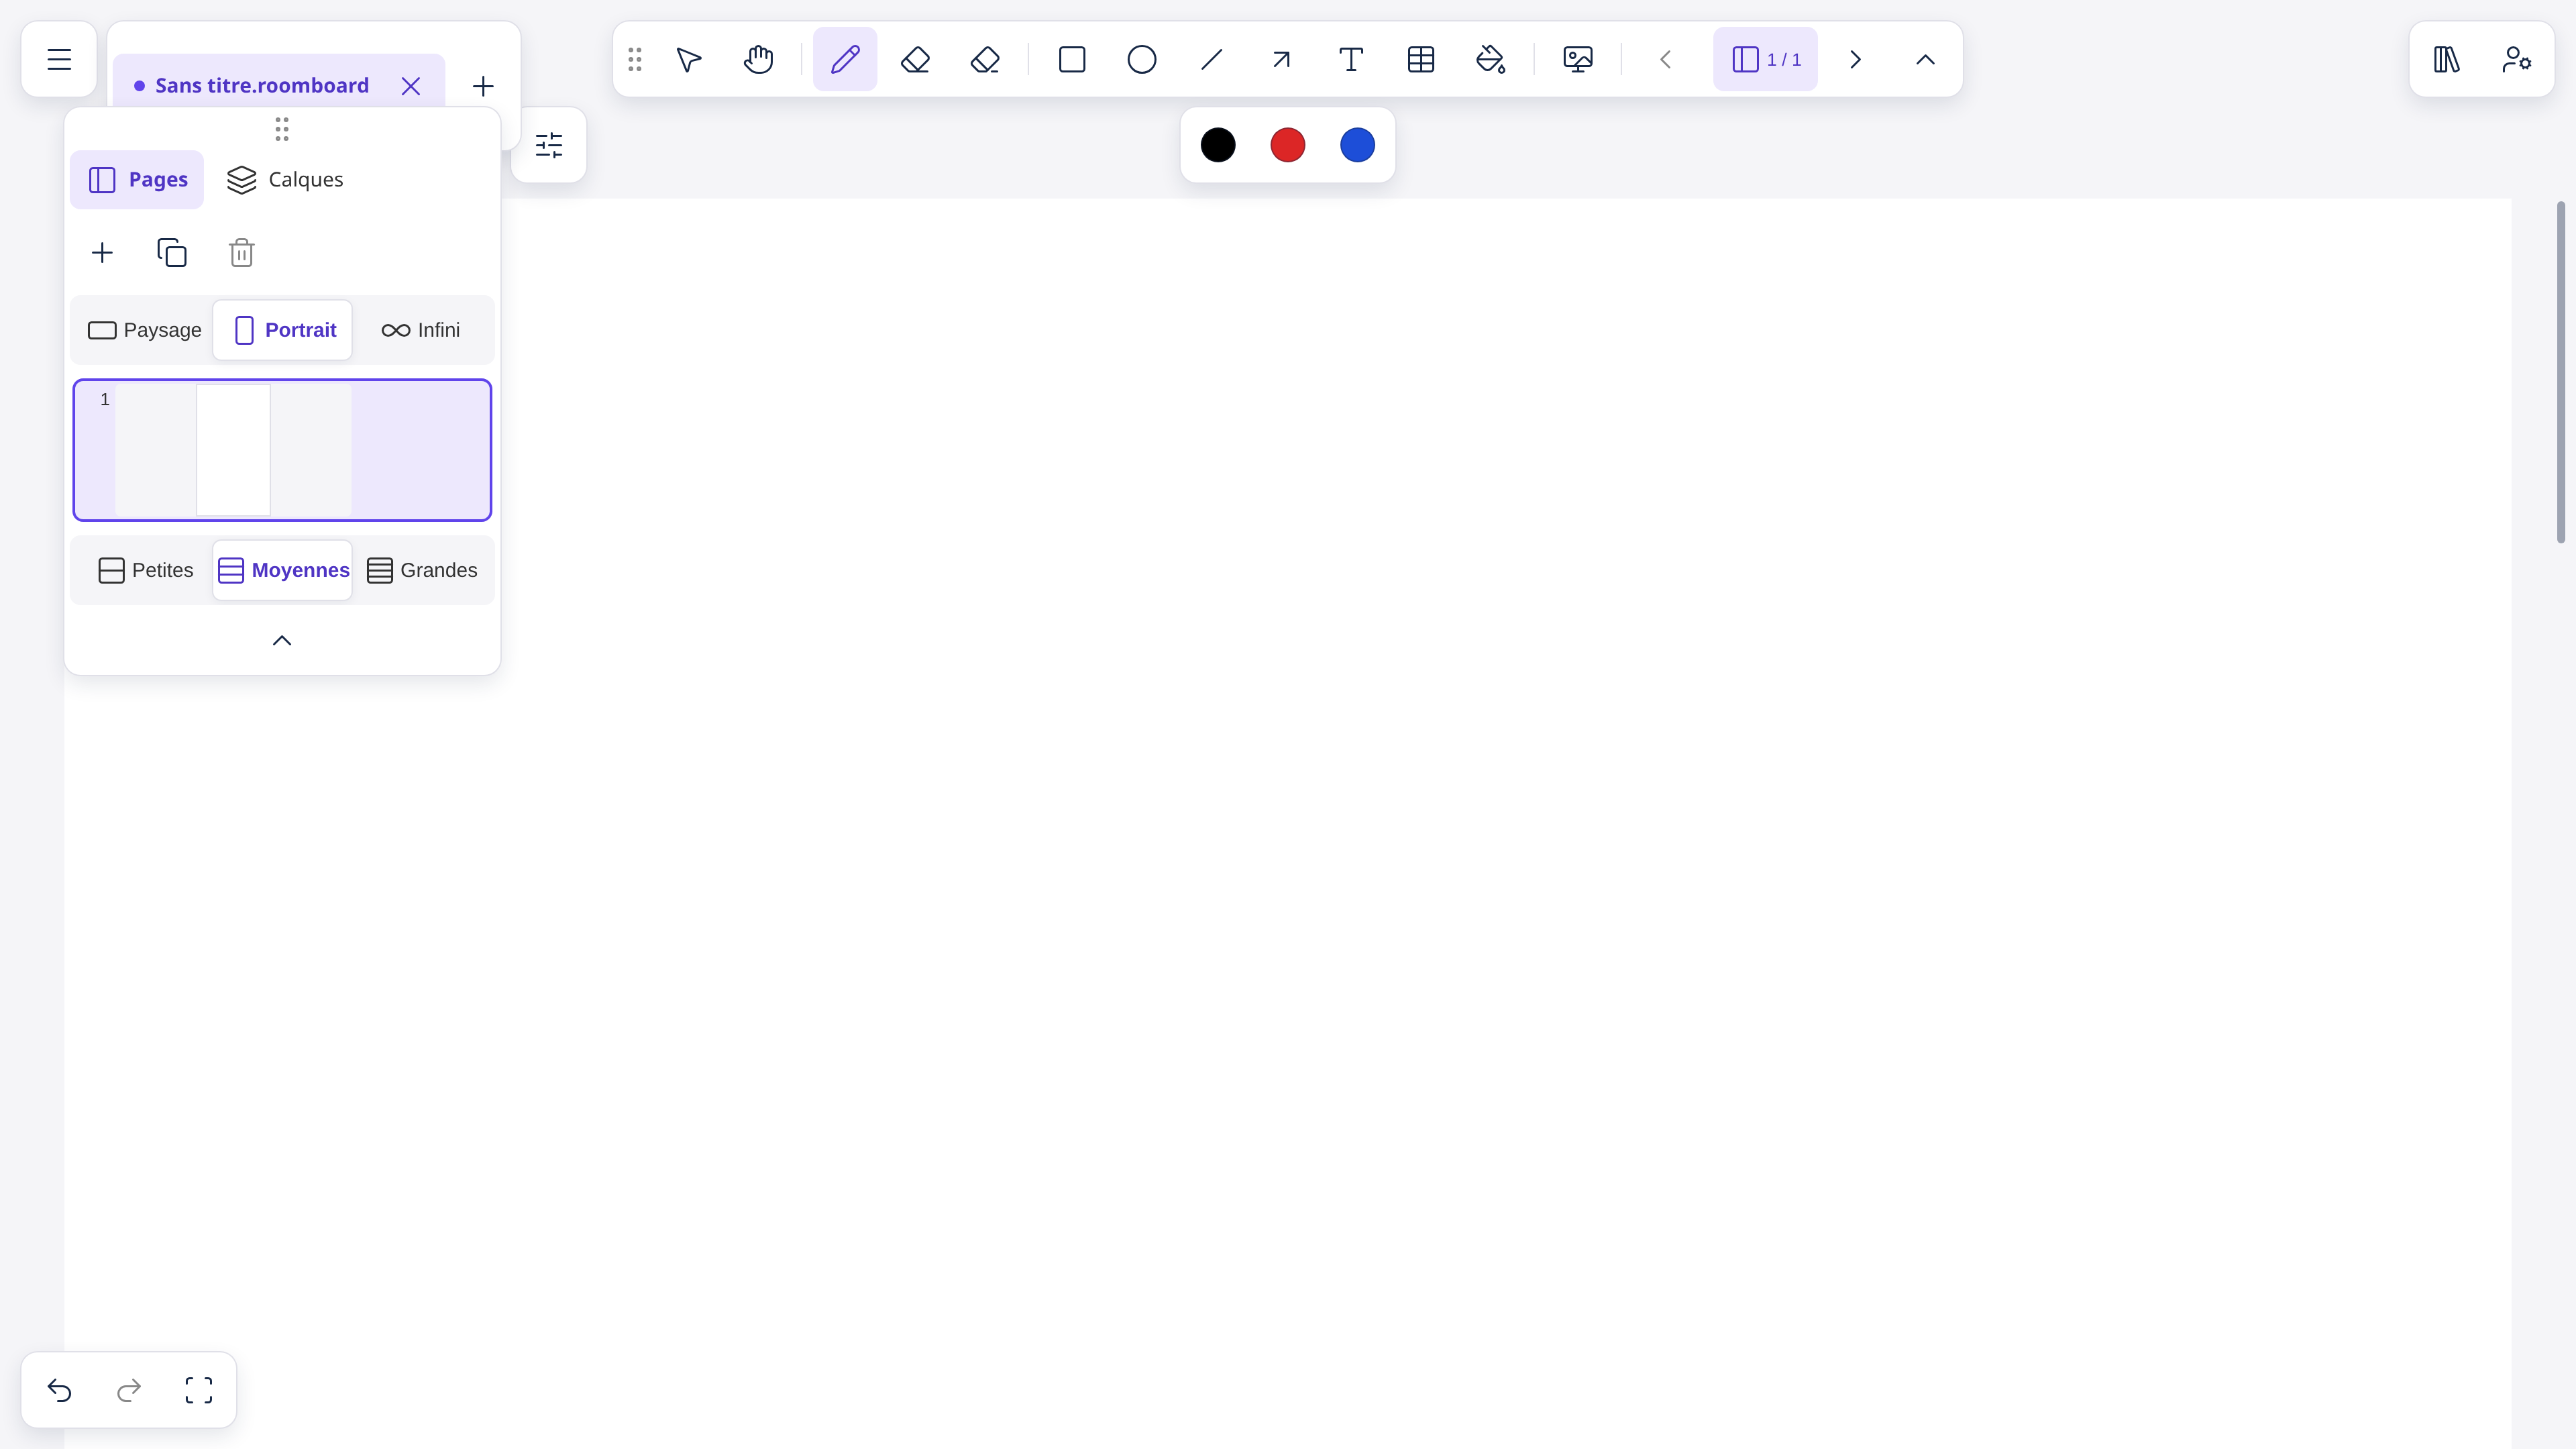 Sans titre.roomboard
1 / 1
Pages
Calques
Paysage
Portrait
Infini
1
Petites
Moyennes
Grandes